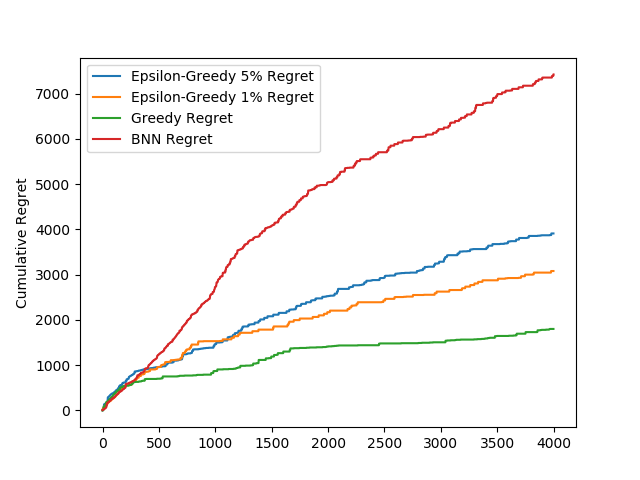 Epsilon-Greedy 5% Regret
Epsilon-Greedy 1% Regret
Greedy Regret
BNN Regret
Cumulative Regret
7000
6000
5000
4000
3000
2000
1000
0
0 500 1000 1500 2000 2500 3000 3500 4000